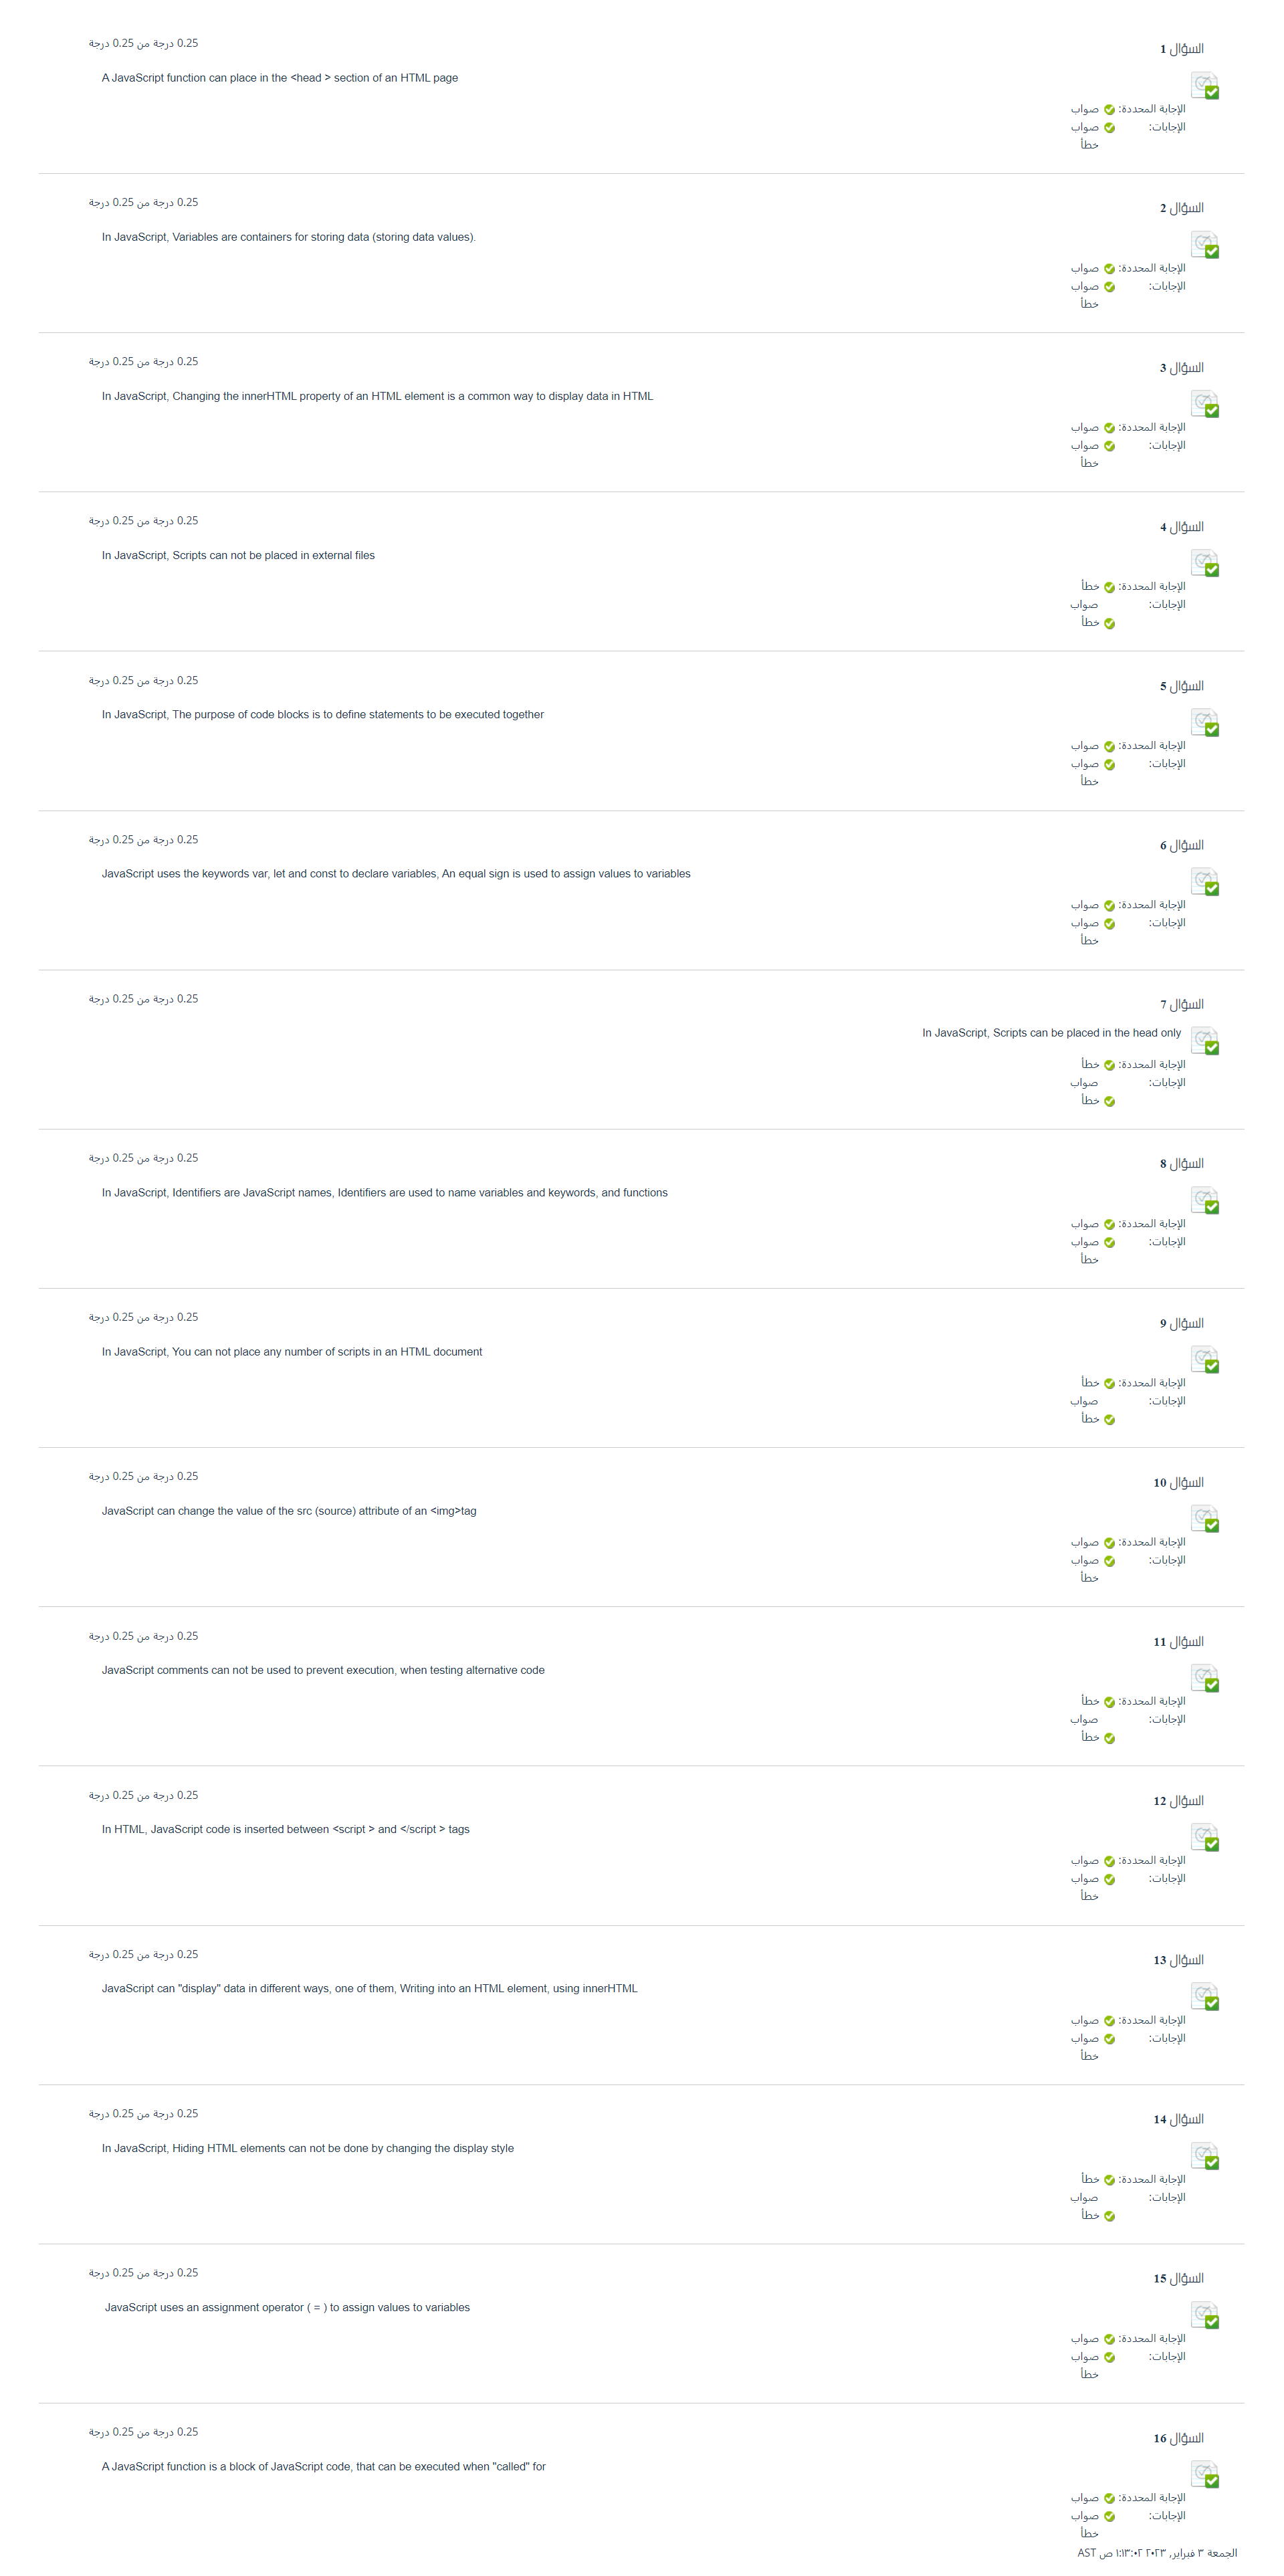 السؤال 1
0.25 درجة من 0.25 درجة
A JavaScript function can place in the <head > section of an HTML page
الإجابة المحددة: صواب
الإجابات: صواب
خطأ
السؤال 2
0.25 درجة من 0.25 درجة
In JavaScript, Variables are containers for storing data (storing data values).
الإجابة المحددة: صواب
الإجابات: صواب
خطأ
السؤال 3
0.25 درجة من 0.25 درجة
In JavaScript, Changing the innerHTML property of an HTML element is a common way to display data in HTML
الإجابة المحددة: صواب
الإجابات: صواب
خطأ
السؤال 4
0.25 درجة من 0.25 درجة
In JavaScript, Scripts can not be placed in external files
الإجابة المحددة: خطأ
الإجابات: صواب
خطأ
السؤال 5
0.25 درجة من 0.25 درجة
In JavaScript, The purpose of code blocks is to define statements to be executed together
الإجابة المحددة: صواب
الإجابات: صواب
خطأ
السؤال 6
0.25 درجة من 0.25 درجة
JavaScript uses the keywords var, let and const to declare variables, An equal sign is used to assign values to variables
الإجابة المحددة: صواب
الإجابات: صواب
خطأ
السؤال 7
0.25 درجة من 0.25 درجة
In JavaScript, Scripts can be placed in the head only
الإجابة المحددة: خطأ
الإجابات: صواب
خطأ
السؤال 8
0.25 درجة من 0.25 درجة
In JavaScript, Identifiers are JavaScript names, Identifiers are used to name variables and keywords, and functions
الإجابة المحددة: صواب
الإجابات: صواب
خطأ
السؤال 9
0.25 درجة من 0.25 درجة
In JavaScript, You can not place any number of scripts in an HTML document
الإجابة المحددة: خطأ
الإجابات: صواب
خطأ
السؤال 10
0.25 درجة من 0.25 درجة
JavaScript can change the value of the src (source) attribute of an <img>tag
الإجابة المحددة: صواب
الإجابات: صواب
خطأ
السؤال 11
0.25 درجة من 0.25 درجة
JavaScript comments can not be used to prevent execution, when testing alternative code
الإجابة المحددة: خطأ
الإجابات: صواب
خطأ
السؤال 12
0.25 درجة من 0.25 درجة
In HTML, JavaScript code is inserted between <script > and </script > tags
الإجابة المحددة: صواب
الإجابات: صواب
خطأ
السؤال 13
0.25 درجة من 0.25 درجة
JavaScript can "display" data in different ways, one of them, Writing into an HTML element, using innerHTML
الإجابة المحددة: صواب
الإجابات: صواب
خطأ
السؤال 14
0.25 درجة من 0.25 درجة
In JavaScript, Hiding HTML elements can not be done by changing the display style
الإجابة المحددة: خطأ
الإجابات: صواب
خطأ
السؤال 15
0.25 درجة من 0.25 درجة
JavaScript uses an assignment operator ( = ) to assign values to variables
الإجابة المحددة: صواب
الإجابات: صواب
خطأ
السؤال 16
0.25 درجة من 0.25 درجة
A JavaScript function is a block of JavaScript code, that can be executed when "called" for
الإجابة المحددة: صواب
الإجابات: صواب
خطأ
الجمعة ٣ فبراير, ٢٠٢٣ ١:١٣:٠٢ ص AST